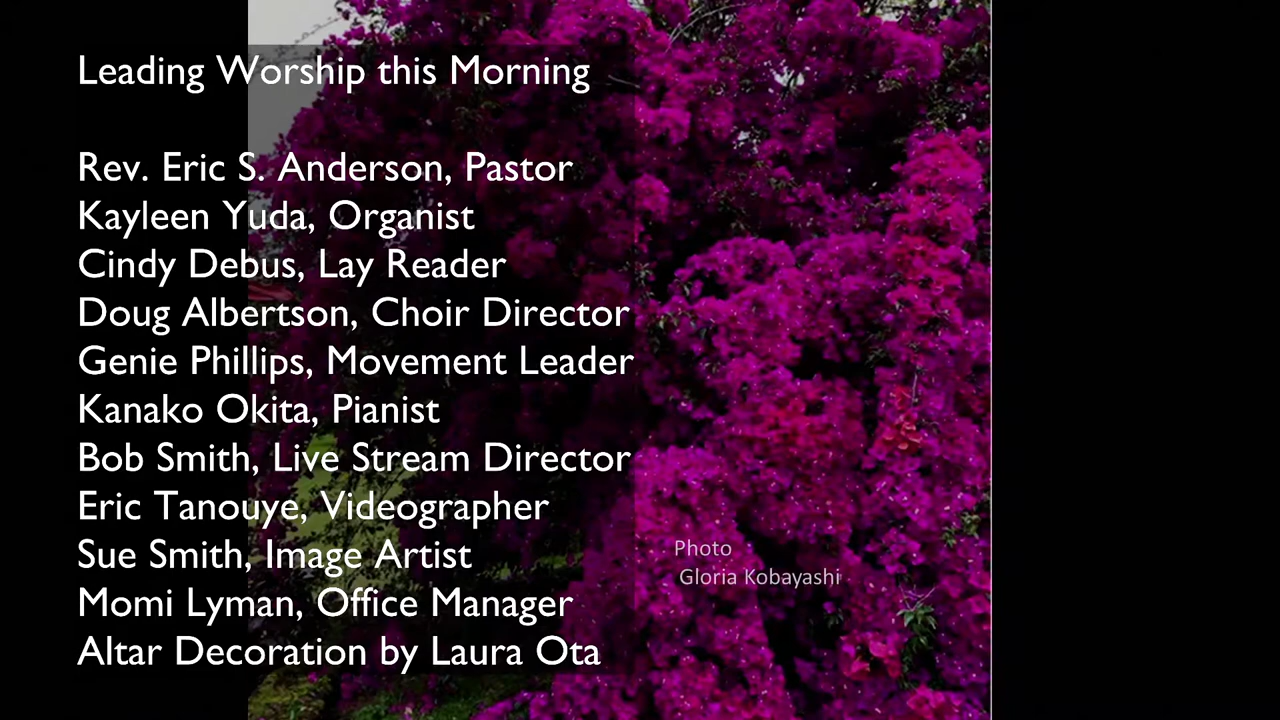 Leading Worship this Morning
Rev. Eric S. Anderson, Pastor
Kayleen Yuda, Organist
Cindy Debus, Lay Reader
Doug Albertson, Choir Director
Genie Phillips, Movement Leader
Kanako Okita, Pianist
Bob Smith, Live Stream Director
Eric Tanouye, Videographer
Sue Smith, Image Artist
Momi Lyman, Office Manager
Altar Decoration by Laura Ota
Photo
Gloria Kobayashi